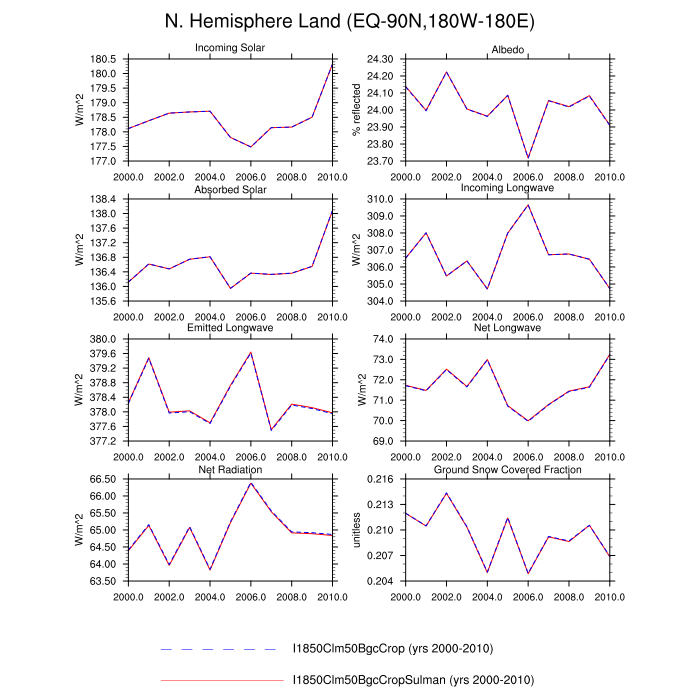 N. Hemisphere Land (EQ-90N,180W-180E)
Incoming Solar
W/m^2
180.5
180.0
179.5
179.0
178.5
178.0
177.5
177.0
2000.0 2002.0 2004.0 2006.0 2008.0 2010.0
Albedo
% reflected
24.30
24.20
24.10
24.00
23.90
23.80
23.70
2000.0 2002.0 2004.0 2006.0 2008.0 2010.0
Absorbed Solar
W/m^2
138.4
138.0
137.6
137.2
136.8
136.4
136.0
135.6
2000.0 2002.0 2004.0 2006.0 2008.0 2010.0
Incoming Longwave
W/m^2
310.0
309.0
308.0
307.0
306.0
305.0
304.0
2000.0 2002.0 2004.0 2006.0 2008.0 2010.0
Emitted Longwave
W/m^2
380.0
379.6
379.2
378.8
378.4
378.0
377.6
377.2
2000.0 2002.0 2004.0 2006.0 2008.0 2010.0
Net Longwave
W/m^2
74.0
73.0
72.0
71.0
70.0
69.0
2000.0 2002.0 2004.0 2006.0 2008.0 2010.0
Net Radiation
W/m^2
66.50
66.00
65.50
65.00
64.50
64.00
63.50
2000.0 2002.0 2004.0 2006.0 2008.0 2010.0
Ground Snow Covered Fraction
unitless
0.216
0.213
0.210
0.207
0.204
2000.0 2002.0 2004.0 2006.0 2008.0 2010.0
I1850Clm50BgcCrop (yrs 2000-2010)
I1850Clm50BgcCropSulman (yrs 2000-2010)